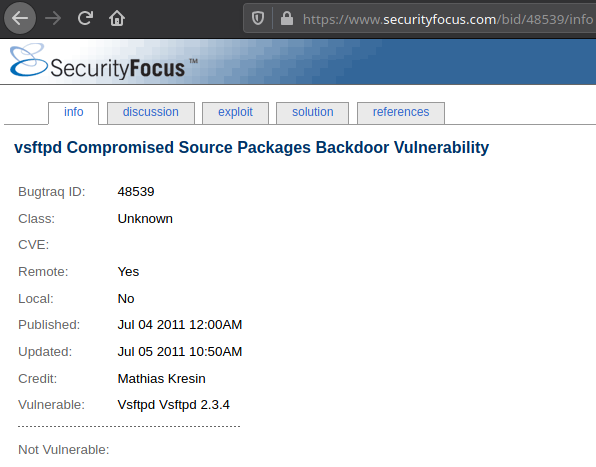 https://www.securityfocus.com/bid/48539/info
SecurityFocus ™
info discussion exploit solution references
vsftpd Compromised Source Packages Backdoor Vulnerability
Bugtraq ID: 48539
Class: Unknown
CVE:
Remote: Yes
Local: No
Published: Jul 04 2011 12:00AM
Updated: Jul 05 2011 10:50AM
Credit: Mathias Kresin
Vulnerable: Vsftpd Vsftpd 2.3.4
Not Vulnerable: